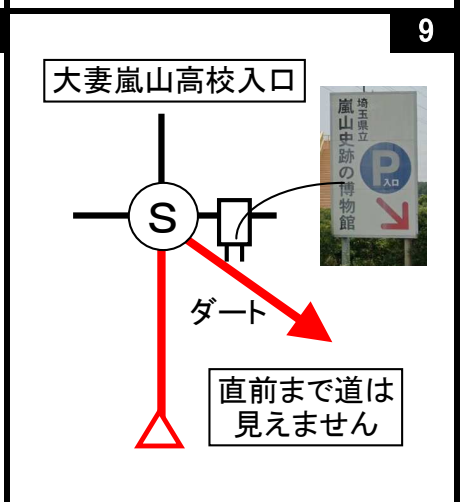 9
大妻嵐山高校入口
埼玉県立
嵐山史跡の博物館
P
入口
S
ダート
直前まで道は
見えません